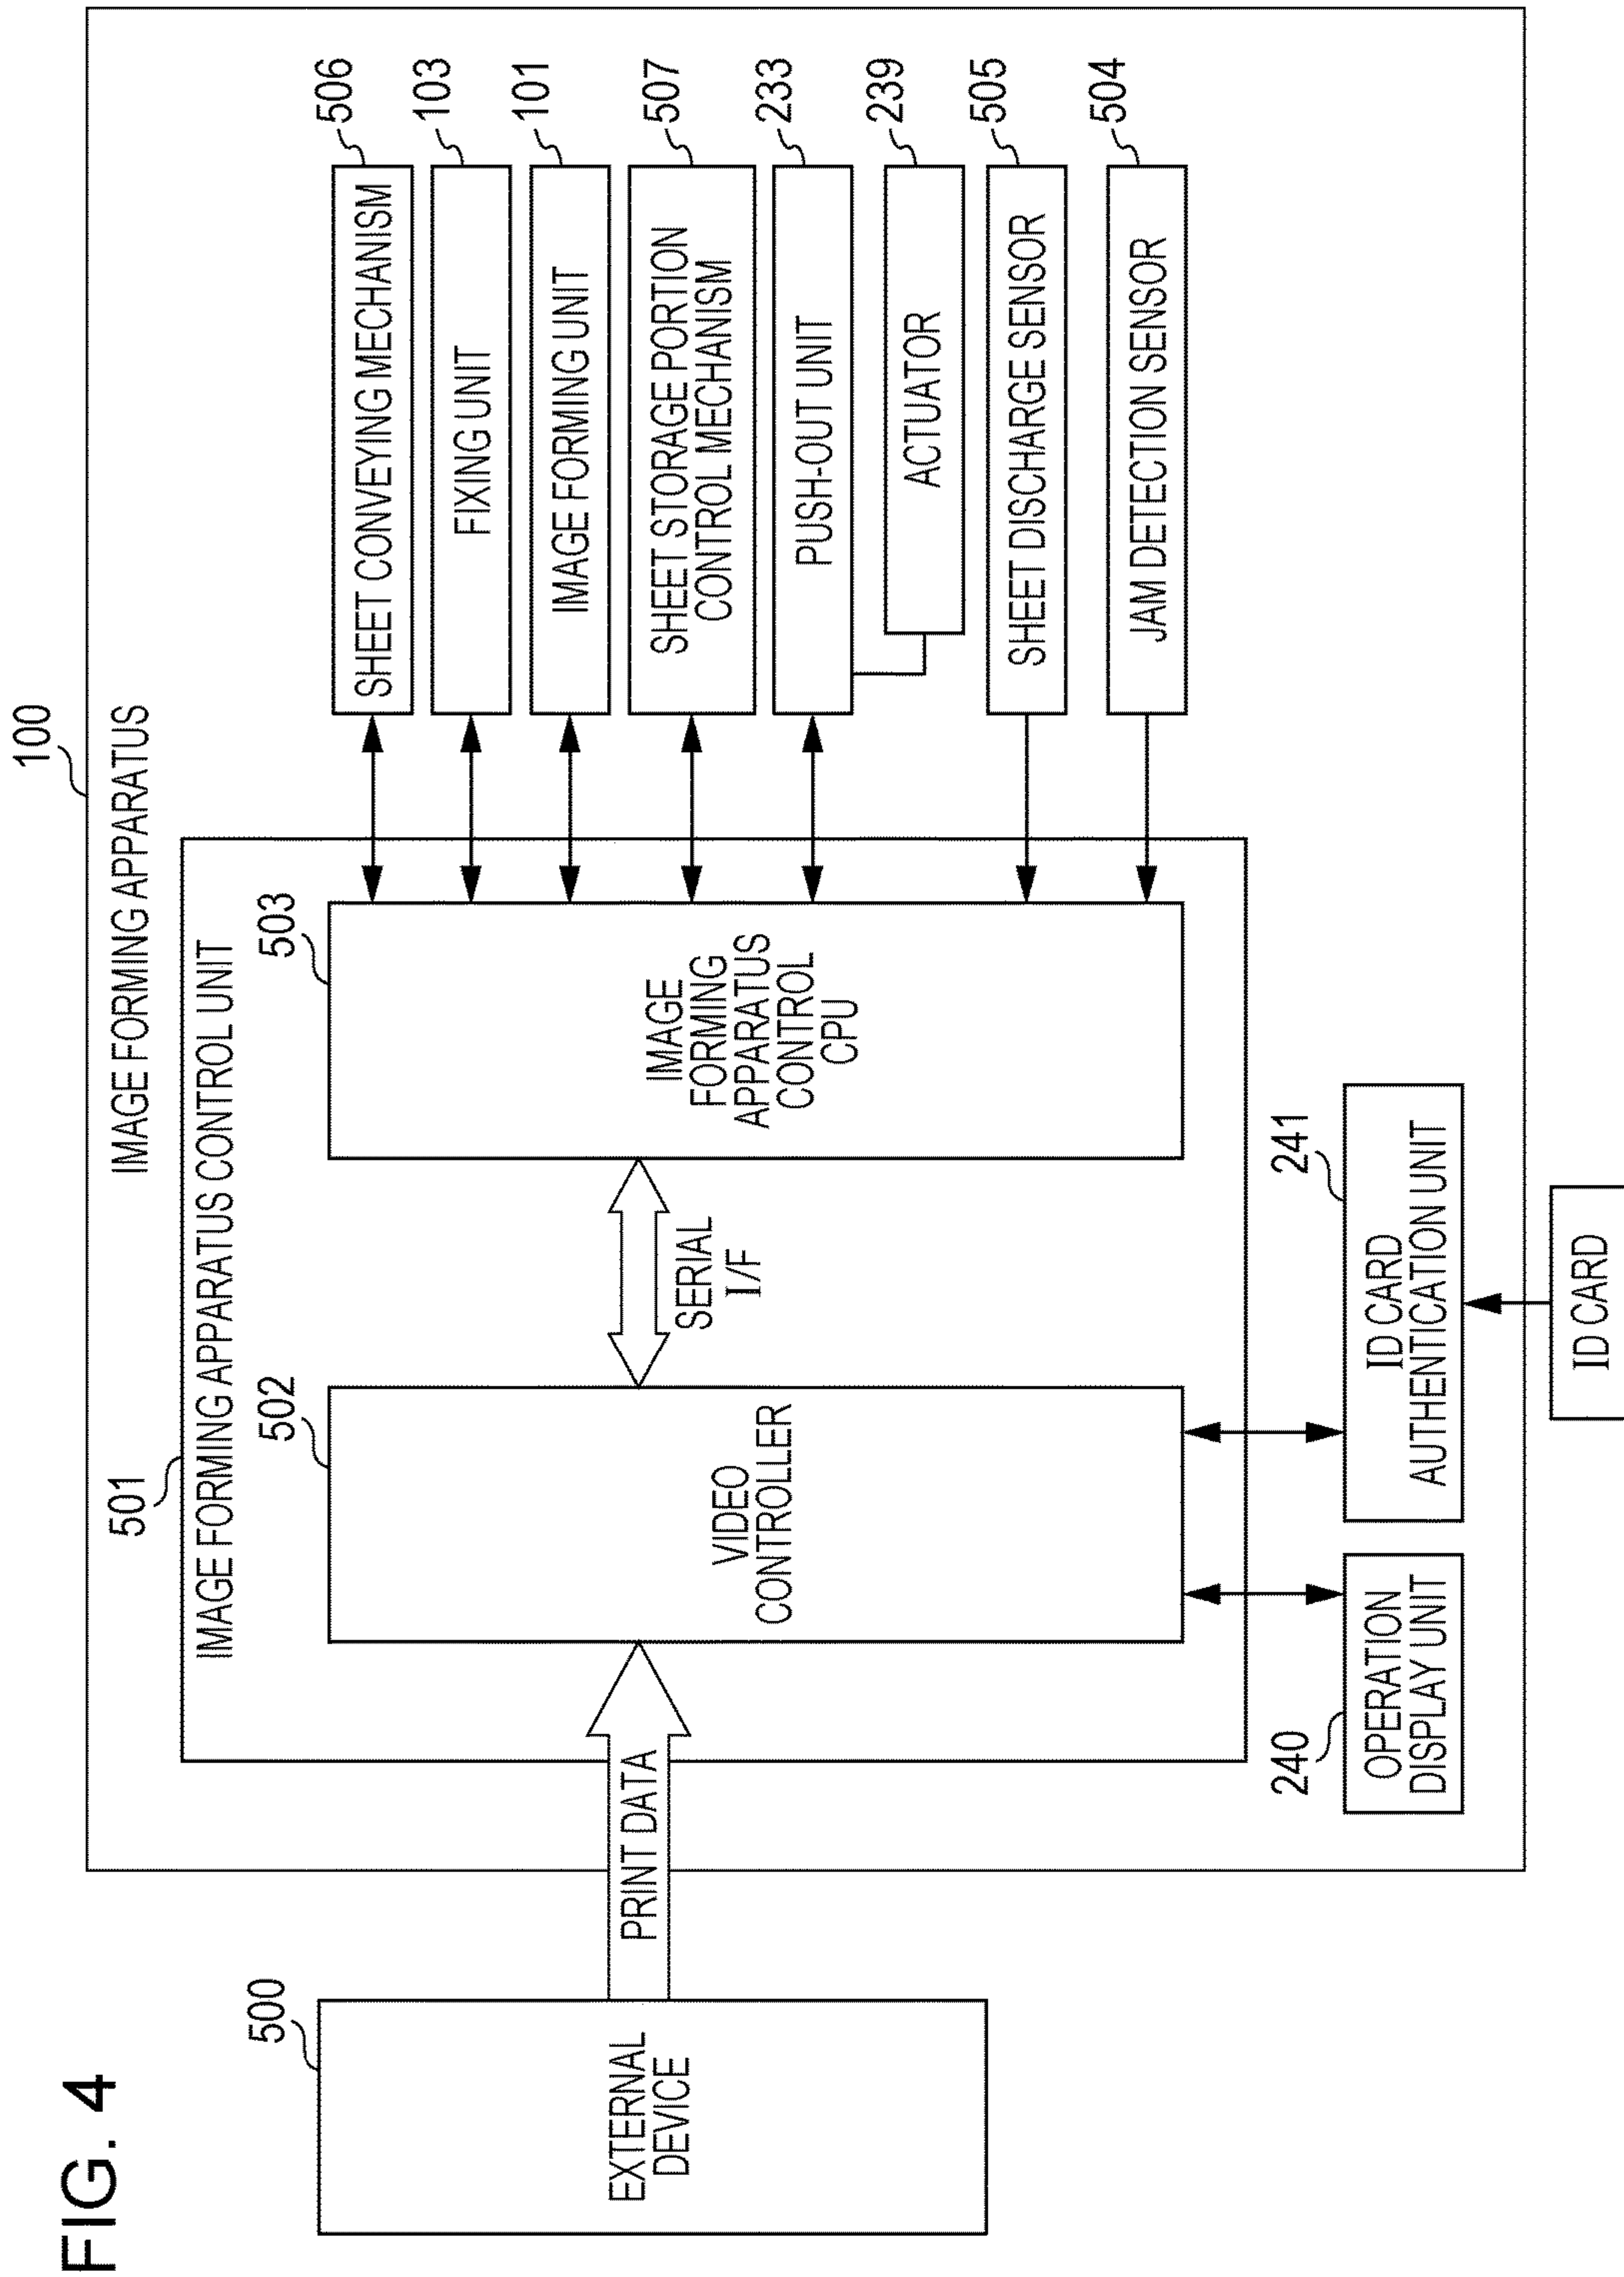 FIG. 4
100
IMAGE FORMING APPARATUS
501
IMAGE FORMING APPARATUS CONTROL UNIT
500
EXTERNAL
DEVICE
PRINT DATA
502
VIDEO
CONTROLLER
SERIAL
I/F
503
IMAGE
FORMING
APPARATUS
CONTROL
CPU
SHEET CONVEYING MECHANISM
506
FIXING UNIT
103
IMAGE FORMING UNIT
101
SHEET STORAGE PORTION
CONTROL MECHANISM
507
PUSH-OUT UNIT
233
ACTUATOR
239
SHEET DISCHARGE SENSOR
505
JAM DETECTION SENSOR
504
240
OPERATION
DISPLAY UNIT
241
ID CARD
AUTHENTICATION UNIT
ID CARD